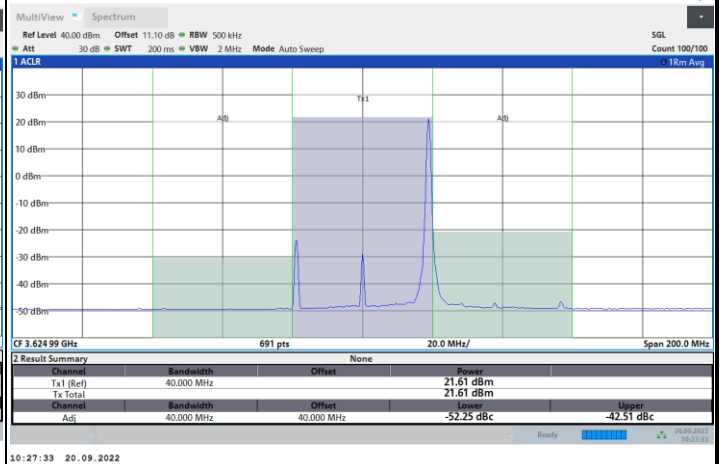 MultiView Spectrum
Ref Level 40.00 dBm Offset 11.10 dB RBW 500 kHz SGL
Att 30 dB SWT 200 ms VBW 2 MHz Mode Auto Sweep Count 100/100
1 ACLR 1Rm Avg
30 dBm
Tx1
20 dBm
Adj Adj
10 dBm
0 dBm
-10 dBm
-20 dBm
-30 dBm
-40 dBm
-50 dBm
CF 3.624 99 GHz 691 pts 20.0 MHz/ Span 200.0 MHz
2 Result Summary None
Channel Bandwidth Offset Power
Tx1 (Ref) 40.000 MHz 21.61 dBm
Tx Total 21.61 dBm
Channel Bandwidth Offset Lower Upper
Adj 40.000 MHz 40.000 MHz -52.25 dBc -42.51 dBc
Ready 20.09.2022
10:27:33
10:27:33 20.09.2022